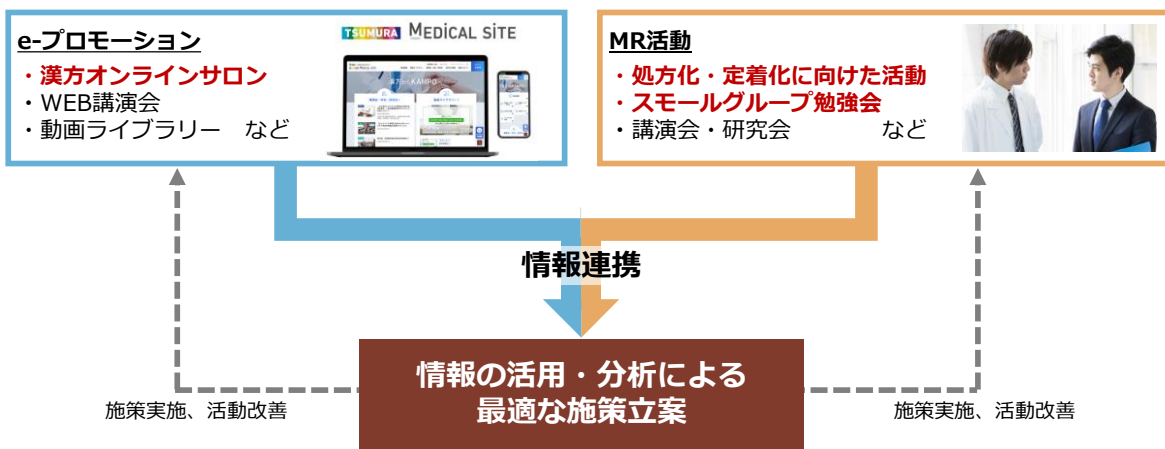 e-プロモーション
・漢方オンラインサロン
・WEB講演会
・動画ライブラリー　など
TSUMURA MEDICAL SITE
MR活動
・処方化・定着化に向けた活動
・スモールグループ勉強会
・講演会・研究会　　　など
情報連携
情報の活用・分析による
最適な施策立案
施策実施、活動改善
施策実施、活動改善